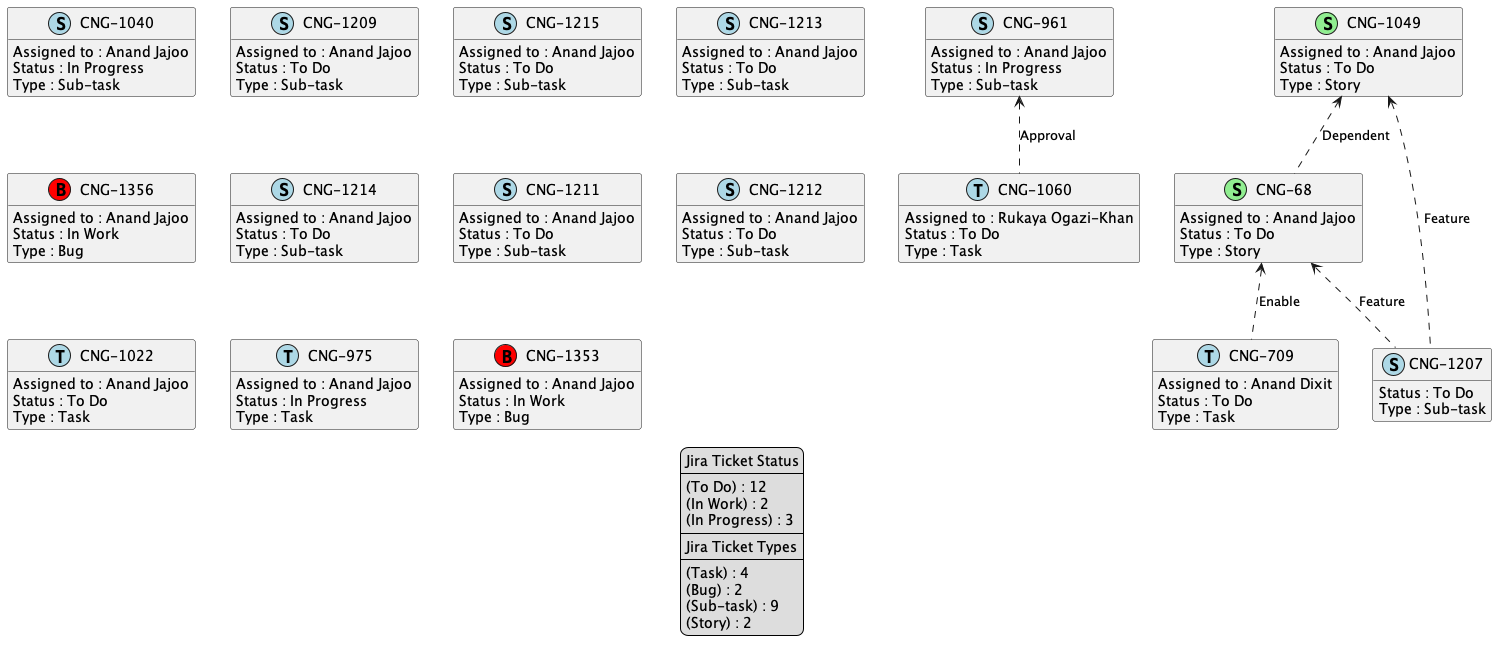 S CNG-1040
Assigned to : Anand Jajoo
Status : In Progress
Type : Sub-task
S CNG-1209
Assigned to : Anand Jajoo
Status : To Do
Type : Sub-task
S CNG-1215
Assigned to : Anand Jajoo
Status : To Do
Type : Sub-task
S CNG-1213
Assigned to : Anand Jajoo
Status : To Do
Type : Sub-task
S CNG-961
Assigned to : Anand Jajoo
Status : In Progress
Type : Sub-task
S CNG-1049
Assigned to : Anand Jajoo
Status : To Do
Type : Story
Approval
Dependent
B CNG-1356
Assigned to : Anand Jajoo
Status : In Work
Type : Bug
S CNG-1214
Assigned to : Anand Jajoo
Status : To Do
Type : Sub-task
S CNG-1211
Assigned to : Anand Jajoo
Status : To Do
Type : Sub-task
S CNG-1212
Assigned to : Anand Jajoo
Status : To Do
Type : Sub-task
T CNG-1060
Assigned to : Rukaya Ogazi-Khan
Status : To Do
Type : Task
S CNG-68
Assigned to : Anand Jajoo
Status : To Do
Type : Story
Feature
Enable
Feature
T CNG-1022
Assigned to : Anand Jajoo
Status : To Do
Type : Task
T CNG-975
Assigned to : Anand Jajoo
Status : In Progress
Type : Task
B CNG-1353
Assigned to : Anand Jajoo
Status : In Work
Type : Bug
T CNG-709
Assigned to : Anand Dixit
Status : To Do
Type : Task
S CNG-1207
Status : To Do
Type : Sub-task
Jira Ticket Status
(To Do) : 12
(In Work) : 2
(In Progress) : 3
Jira Ticket Types
(Task) : 4
(Bug) : 2
(Sub-task) : 9
(Story) : 2